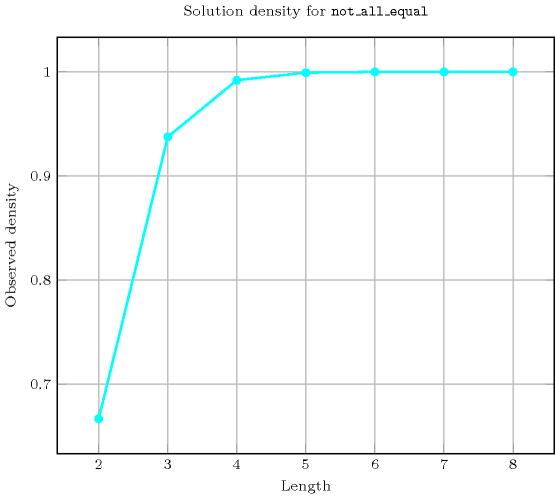 Solution density for not_all_equal
1
0.9
0.8
0.7
Observed density
2 3 4 5 6 7 8
Length